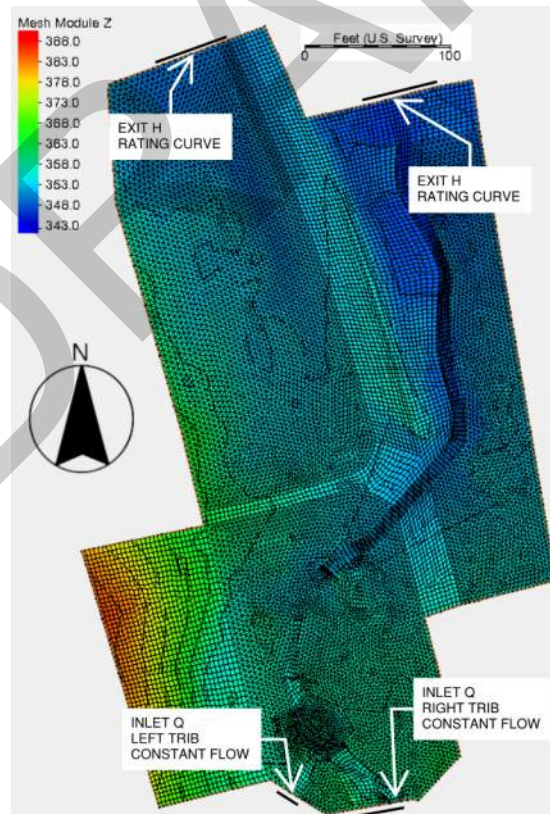 Mesh Module Z
388.0
383.0
378.0
373.0
368.0
363.0
358.0
353.0
348.0
343.0
Feet (U.S. Survey)
0 100
EXIT H
RATING CURVE
EXIT H
RATING CURVE
N
INLET Q
LEFT TRIB
CONSTANT FLOW
INLET Q
RIGHT TRIB
CONSTANT FLOW